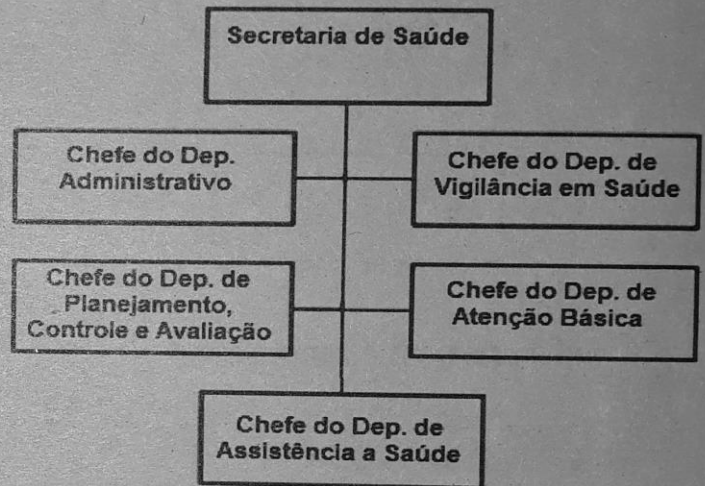 Secretaria de Saúde
Chefe do Dep.
Administrativo
Chefe do Dep. de
Vigilância em Saúde
Chefe do Dep. de
Planejamento,
Controle e Avaliação
Chefe do Dep. de
Atenção Básica
Chefe do Dep. de
Assistência a Saúde